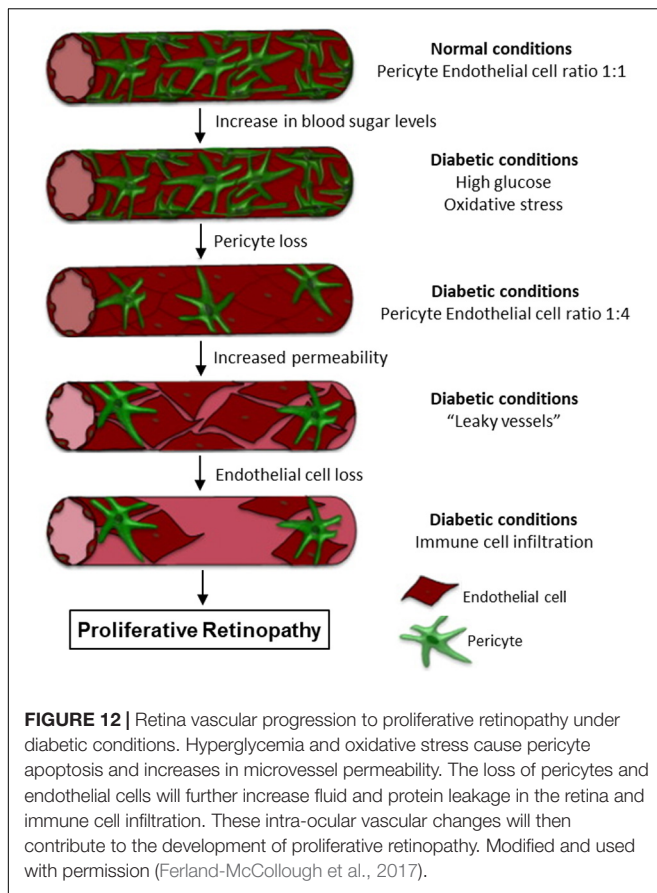 Normal conditions
Pericyte Endothelial cell ratio 1:1
Increase in blood sugar levels
Diabetic conditions
High glucose
Oxidative stress
Pericyte loss
Diabetic conditions
Pericyte Endothelial cell ratio 1:4
Increased permeability
Diabetic conditions
“Leaky vessels”
Endothelial cell loss
Diabetic conditions
Immune cell infiltration
Endothelial cell
Proliferative Retinopathy
Pericyte
FIGURE 12 | Retina vascular progression to proliferative retinopathy under
diabetic conditions. Hyperglycemia and oxidative stress cause pericyte
apoptosis and increases in microvessel permeability. The loss of pericytes and
endothelial cells will further increase fluid and protein leakage in the retina and
immune cell infiltration. These intra-ocular vascular changes will then
contribute to the development of proliferative retinopathy. Modified and used
with permission (Ferland-McCollough et al., 2017).